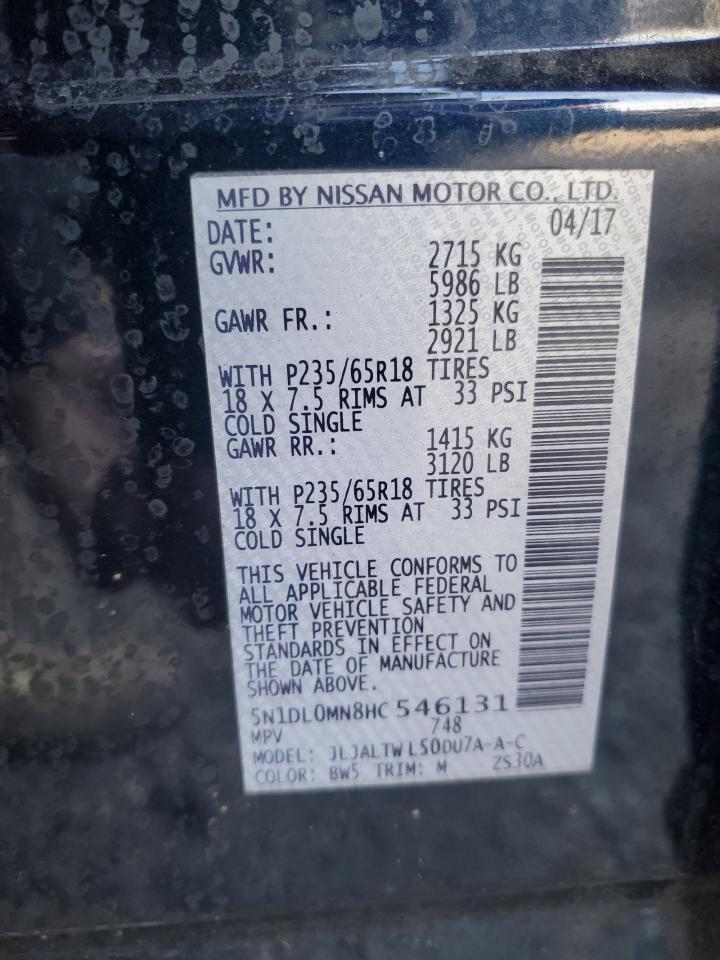 MFD BY NISSAN MOTOR CO., LTD.
DATE: 04/17
GVWR: 2715 KG
5986 LB
GAWR FR.: 1325 KG
2921 LB
WITH P235/65R18 TIRES
18 X 7.5 RIMS AT 33 PSI
COLD SINGLE
GAWR RR.: 1415 KG
3120 LB
WITH P235/65R18 TIRES
18 X 7.5 RIMS AT 33 PSI
COLD SINGLE
THIS VEHICLE CONFORMS TO
ALL APPLICABLE FEDERAL
MOTOR VEHICLE SAFETY AND
THEFT PREVENTION
STANDARDS IN EFFECT ON
THE DATE OF MANUFACTURE
SHOWN ABOVE.
5N1DL0MN8HC 546131
MPV 748
MODEL: JLJALTW L50DU7A-A-C
COLOR: BW5 TRIM: M ZS30A